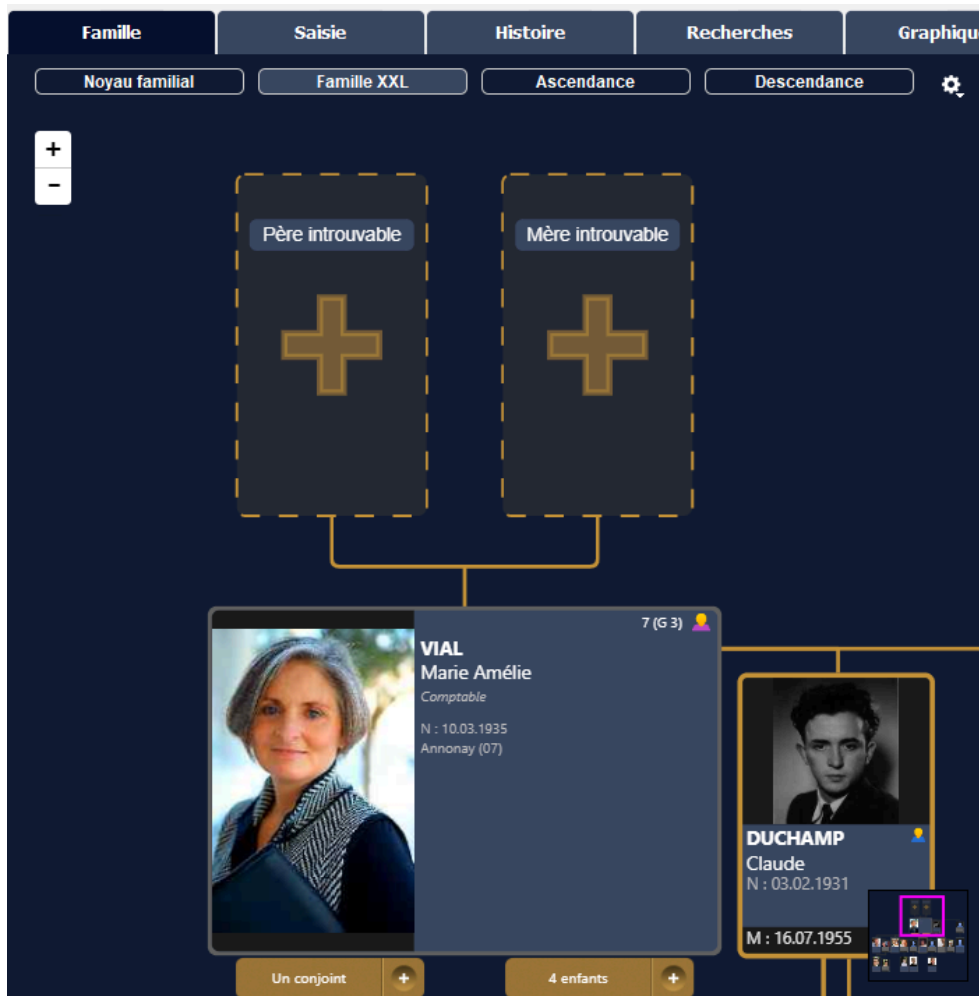 Famille
Saisie
Histoire
Recherches
Graphiqu
Noyau familial
Famille XXL
Ascendance
Descendance
+
−
Père introuvable
Mère introuvable
7 (G 3)
VIAL
Marie Amélie
Comptable
N : 10.03.1935
Annonay (07)
DUCHAMP
Claude
N : 03.02.1931
M : 16.07.1955
Un conjoint +
4 enfants +